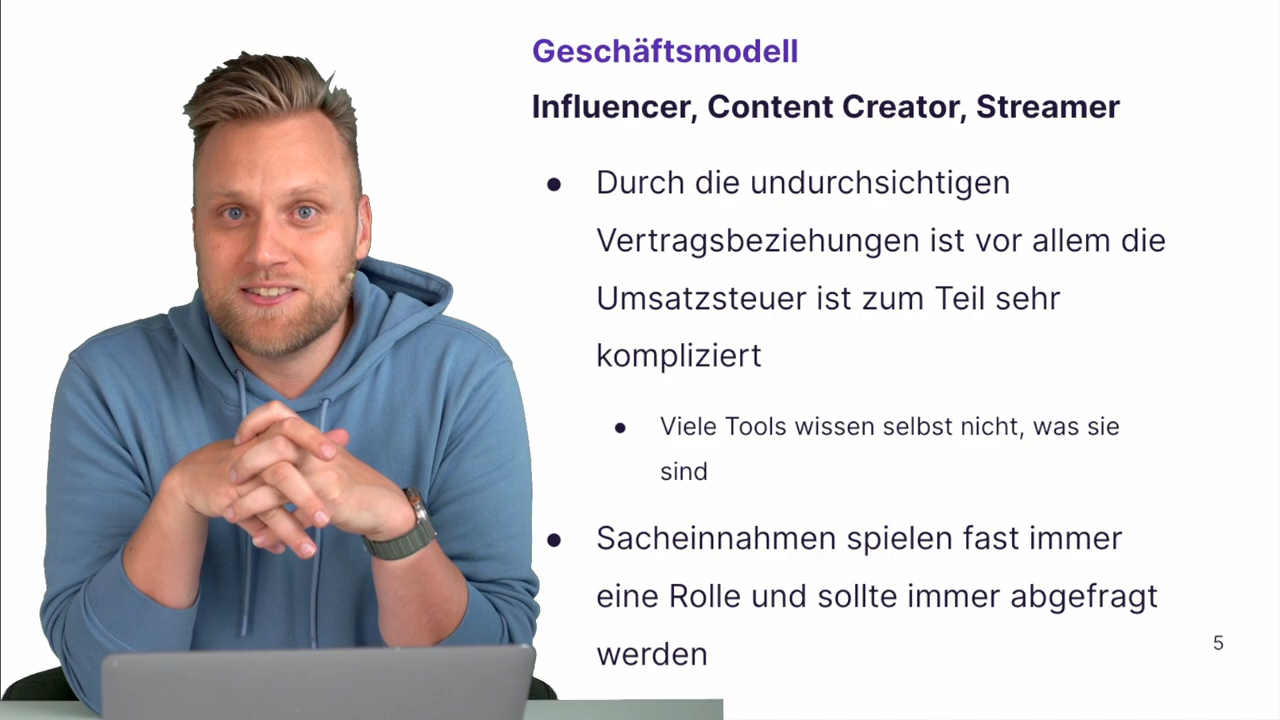 Geschäftsmodell
Influencer, Content Creator, Streamer
● Durch die undurchsichtigen
Vertragsbeziehungen ist vor allem die
Umsatzsteuer ist zum Teil sehr
kompliziert
● Viele Tools wissen selbst nicht, was sie
sind
● Sacheinnahmen spielen fast immer
eine Rolle und sollte immer abgefragt
werden
5